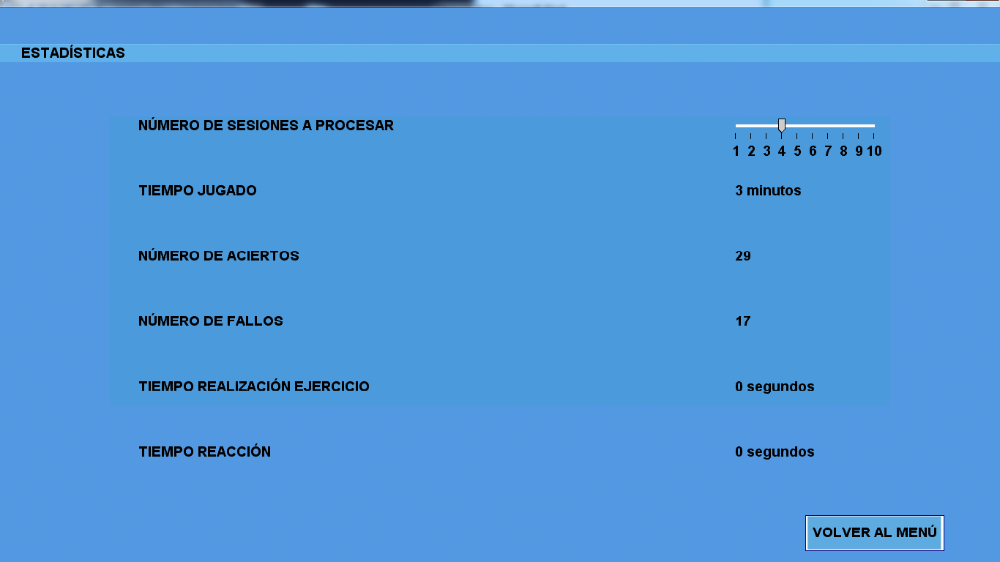 ESTADÍSTICAS
NÚMERO DE SESIONES A PROCESAR
1 2 3 4 5 6 7 8 9 10
TIEMPO JUGADO 3 minutos
NÚMERO DE ACIERTOS 29
NÚMERO DE FALLOS 17
TIEMPO REALIZACIÓN EJERCICIO 0 segundos
TIEMPO REACCIÓN 0 segundos
VOLVER AL MENÚ